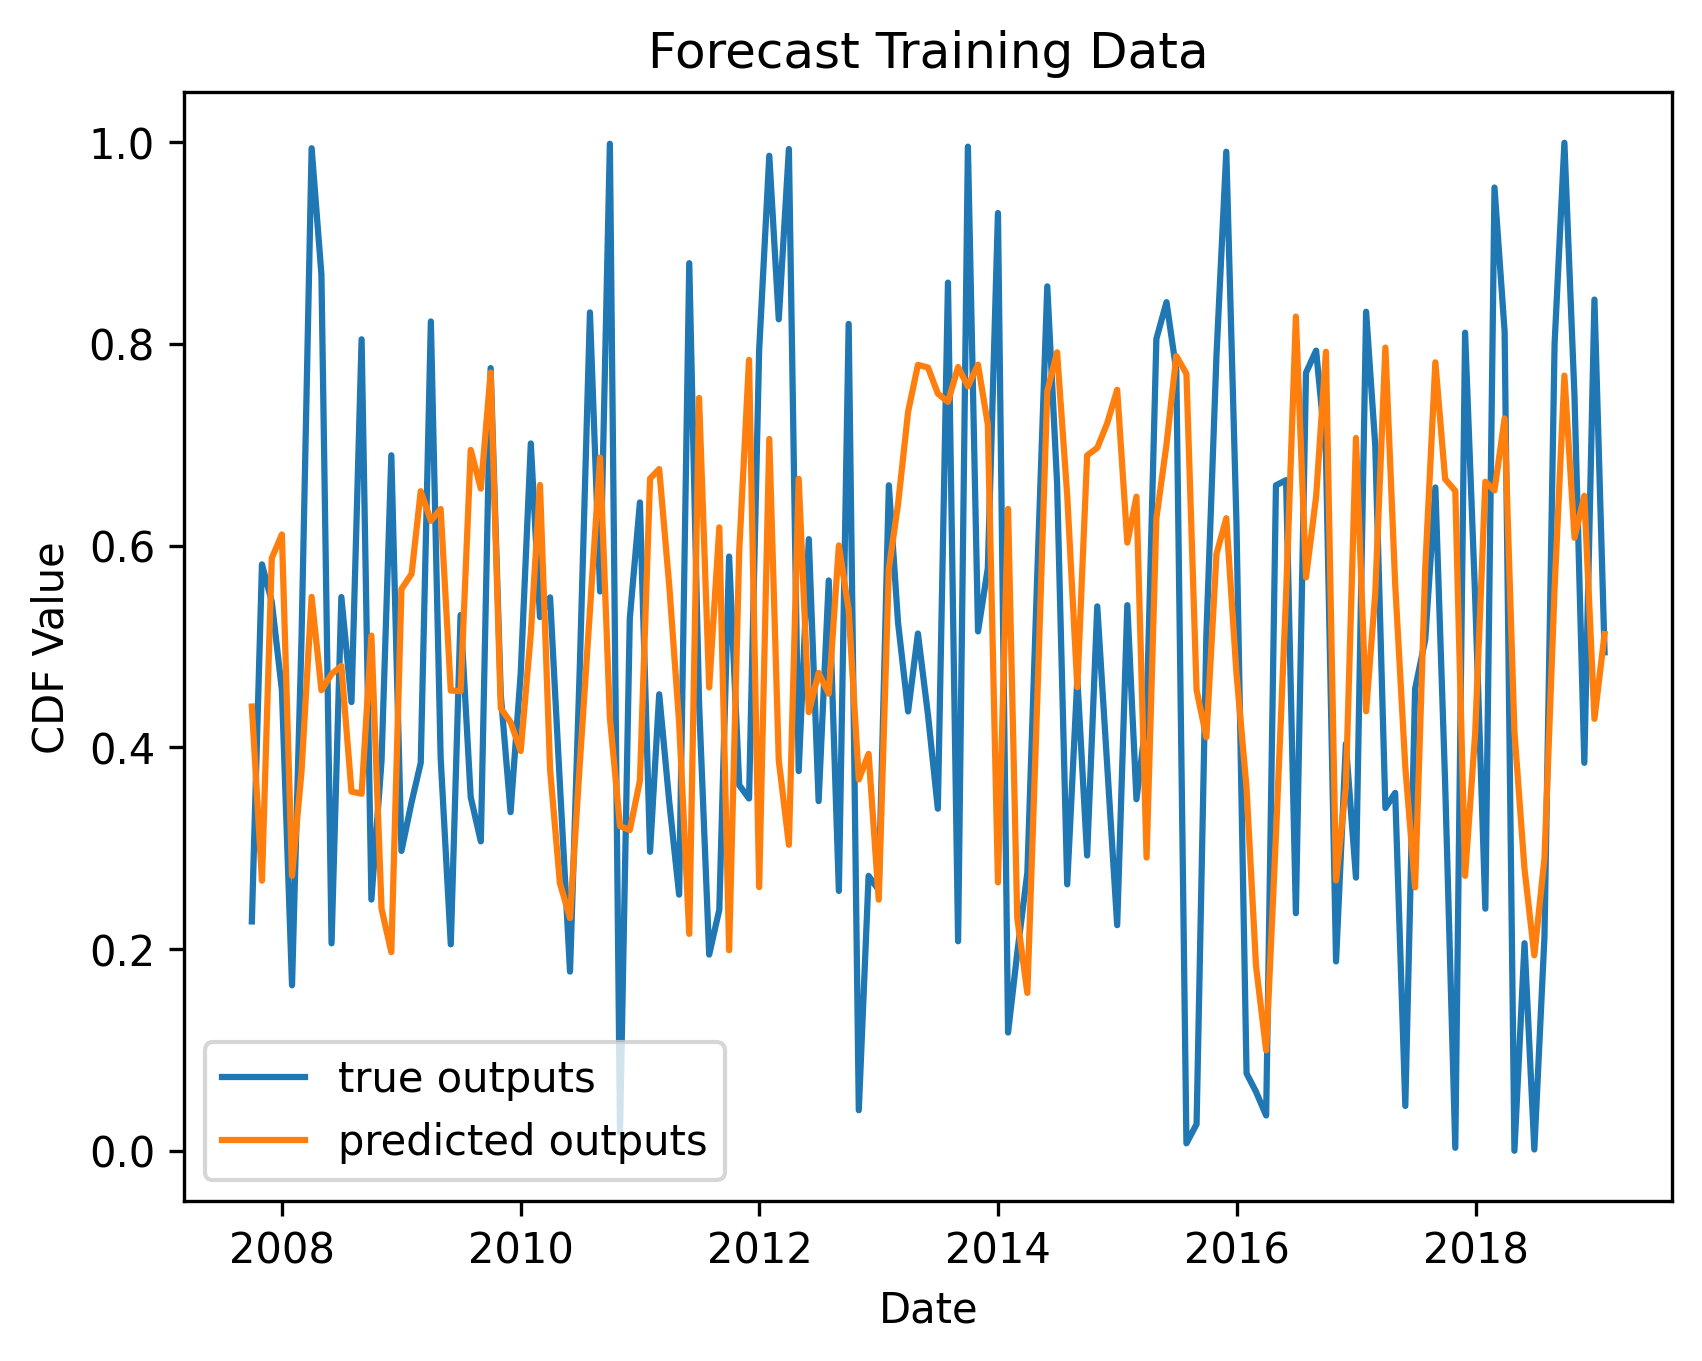 Forecast Training Data
1.0
0.8
0.6
0.4
0.2
0.0
CDF Value
true outputs
predicted outputs
2008 2010 2012 2014 2016 2018
Date